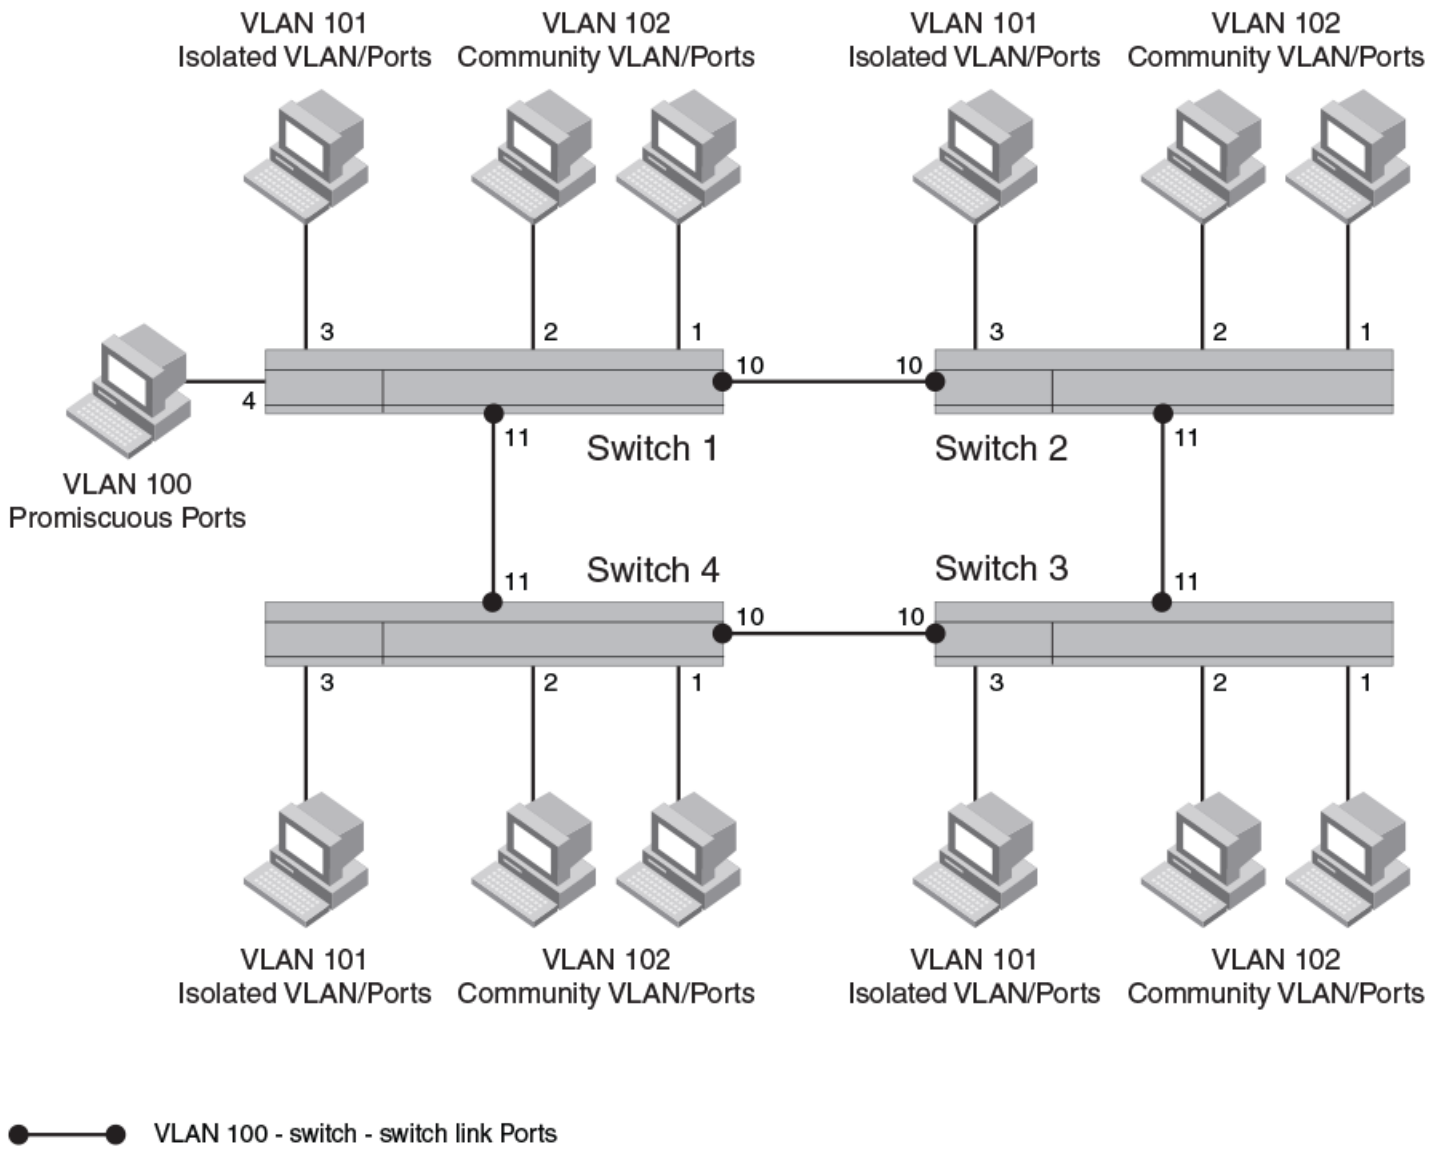 VLAN 101
Isolated VLAN/Ports
VLAN 102
Community VLAN/Ports
VLAN 101
Isolated VLAN/Ports
VLAN 102
Community VLAN/Ports
3
2
1
3
2
1
10
10
4
11
Switch 1
Switch 2
11
VLAN 100
Promiscuous Ports
11
Switch 4
Switch 3
11
10
10
3
2
1
3
2
1
VLAN 101
Isolated VLAN/Ports
VLAN 102
Community VLAN/Ports
VLAN 101
Isolated VLAN/Ports
VLAN 102
Community VLAN/Ports
VLAN 100 - switch - switch link Ports